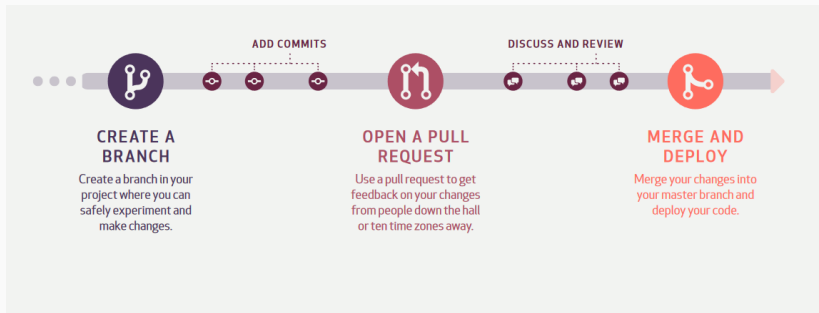 ADD COMMITS
DISCUSS AND REVIEW
CREATE A
BRANCH
Create a branch in your
project where you can
safely experiment and
make changes.
OPEN A PULL
REQUEST
Use a pull request to get
feedback on your changes
from people down the hall
or ten time zones away.
MERGE AND
DEPLOY
Merge your changes into
your master branch and
deploy your code.